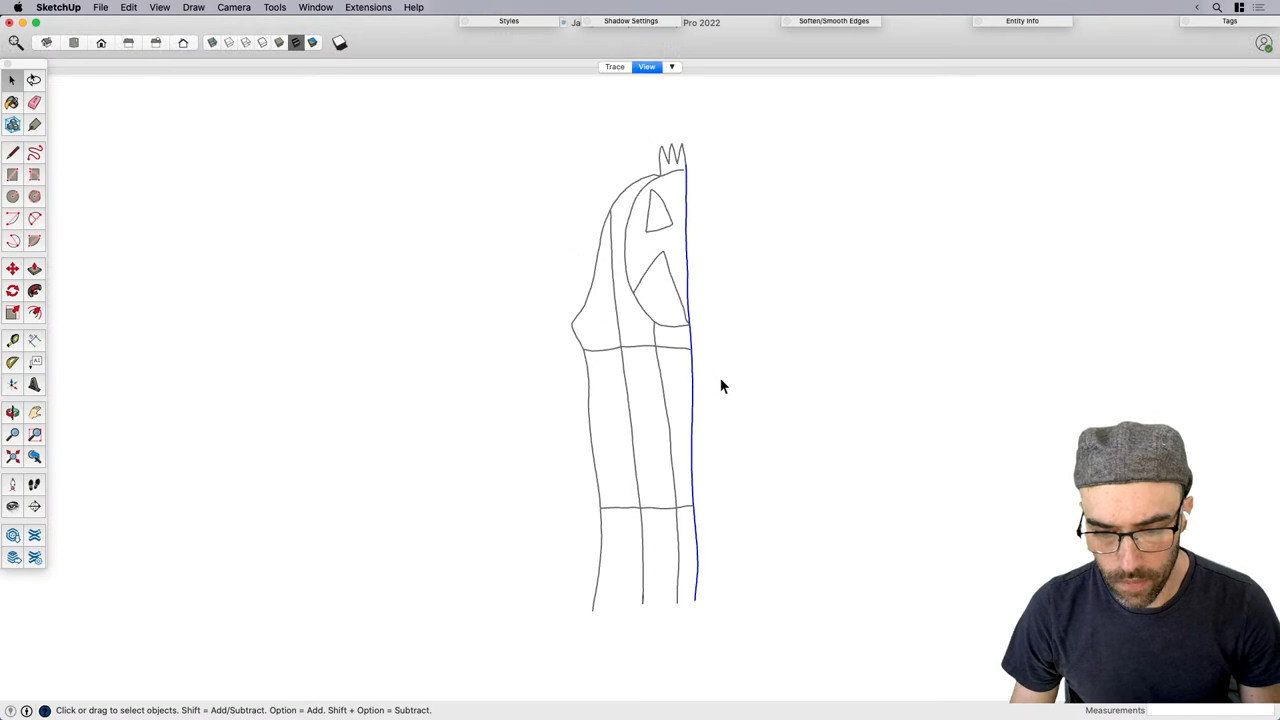 SketchUp File Edit View Draw Camera Tools Window Extensions Help
Styles Ja Pro 2022 Shadow Settings Soften/Smooth Edges Entity Info Tags
Trace View
A1
Click or drag to select objects. Shift = Add/Subtract. Option = Add. Shift + Option = Subtract. Measurements